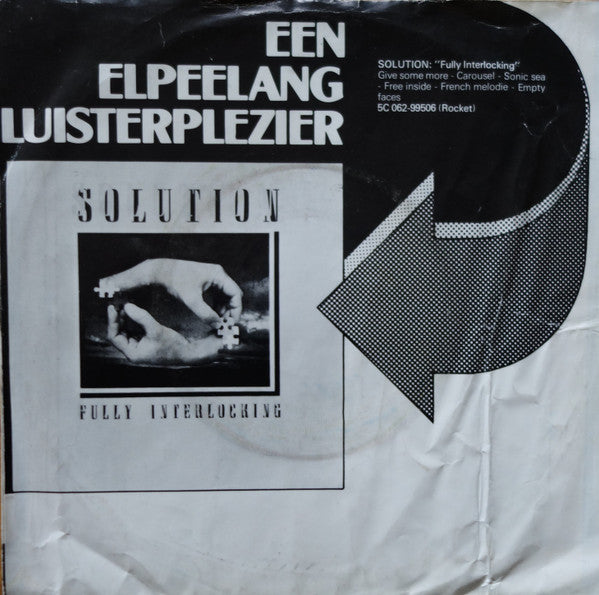 EEN
ELPEELANG
LUISTERPLEZIER
SOLUTION: "Fully Interlocking"
Give some more - Carousel - Sonic sea
- Free inside - French melodie - Empty
faces
5C 062-99506 (Rocket)
SOLUTION
FULLY INTERLOCKING